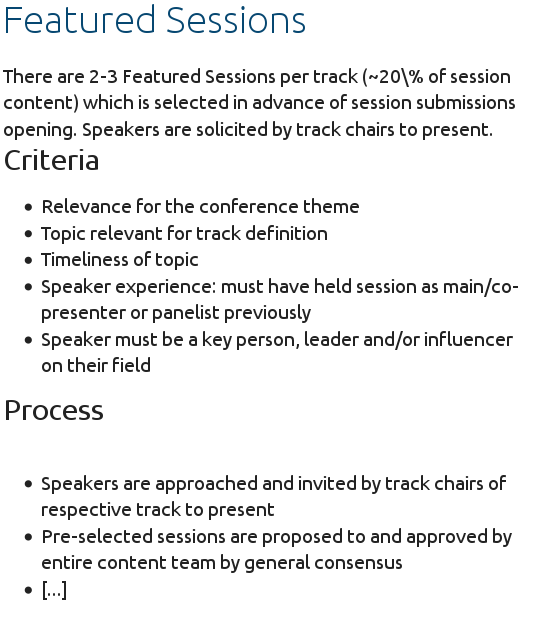 Featured Sessions
There are 2-3 Featured Sessions per track (~20\% of session
content) which is selected in advance of session submissions
opening. Speakers are solicited by track chairs to present.
Criteria
• Relevance for the conference theme
• Topic relevant for track definition
• Timeliness of topic
• Speaker experience: must have held session as main/co-
presenter or panelist previously
• Speaker must be a key person, leader and/or influencer
on their field
Process
• Speakers are approached and invited by track chairs of
respective track to present
• Pre-selected sessions are proposed to and approved by
entire content team by general consensus
• [...]